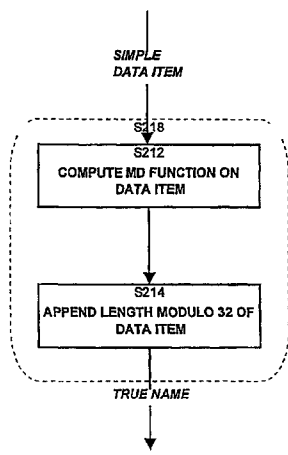 SIMPLE
DATA ITEM
S218
S212
COMPUTE MD FUNCTION ON
DATA ITEM
S214
APPEND LENGTH MODULO 32 OF
DATA ITEM
TRUE NAME